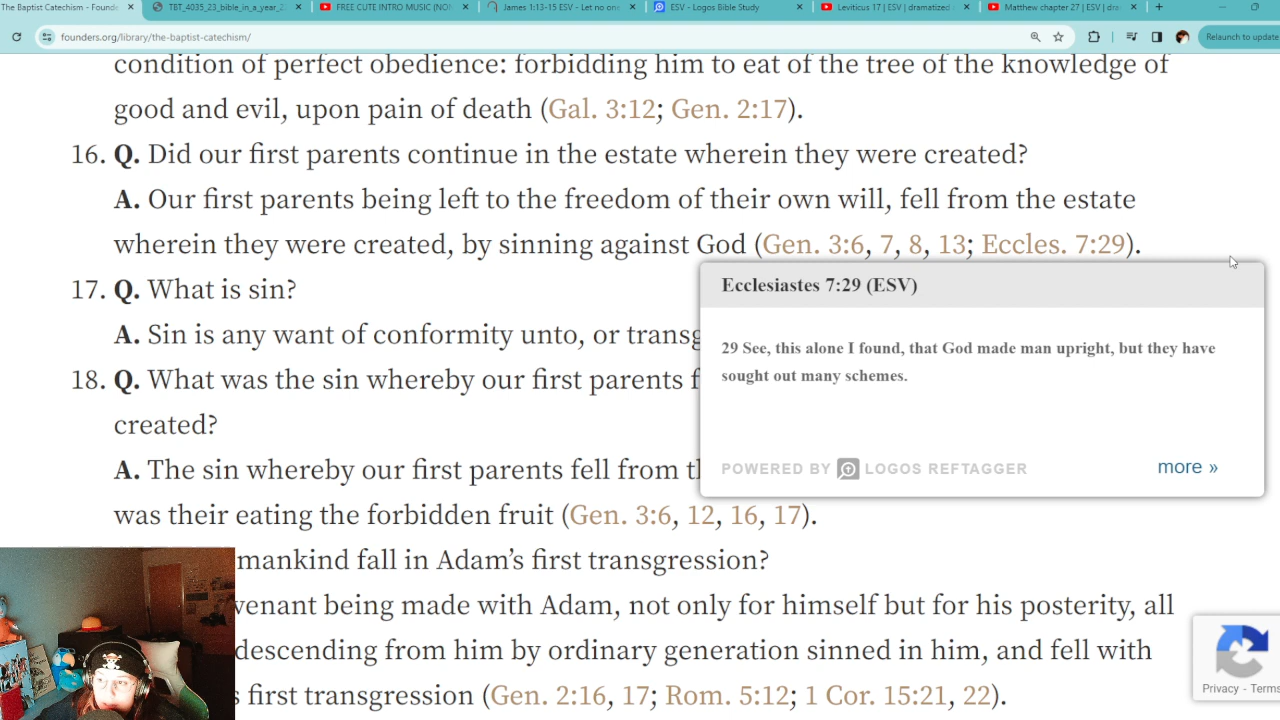 The Baptist Catechism - Founde
TBT_4035_23_bible_in_a_year_2
FREE CUTE INTRO MUSIC (NO
James 1:13-15 ESV - Let no one
ESV - Logos Bible Study
Leviticus 17 | ESV | dramatized
Matthew chapter 27 | ESV | dra
founders.org/library/the-baptist-catechism/
Relaunch to update
condition of perfect obedience: forbidding him to eat of the tree of the knowledge of
good and evil, upon pain of death (Gal. 3:12; Gen. 2:17).
16. Q. Did our first parents continue in the estate wherein they were created?
A. Our first parents being left to the freedom of their own will, fell from the estate
wherein they were created, by sinning against God (Gen. 3:6, 7, 8, 13; Eccles. 7:29).
17. Q. What is sin?
A. Sin is any want of conformity unto, or transg
18. Q. What was the sin whereby our first parents f
created?
A. The sin whereby our first parents fell from t
was their eating the forbidden fruit (Gen. 3:6, 12, 16, 17).
mankind fall in Adam's first transgression?
venant being made with Adam, not only for himself but for his posterity, all
descending from him by ordinary generation sinned in him, and fell with
s first transgression (Gen. 2:16, 17; Rom. 5:12; 1 Cor. 15:21, 22).
Ecclesiastes 7:29 (ESV)
29 See, this alone I found, that God made man upright, but they have
sought out many schemes.
POWERED BY LOGOS REFTAGGER
more »
Privacy - Terms